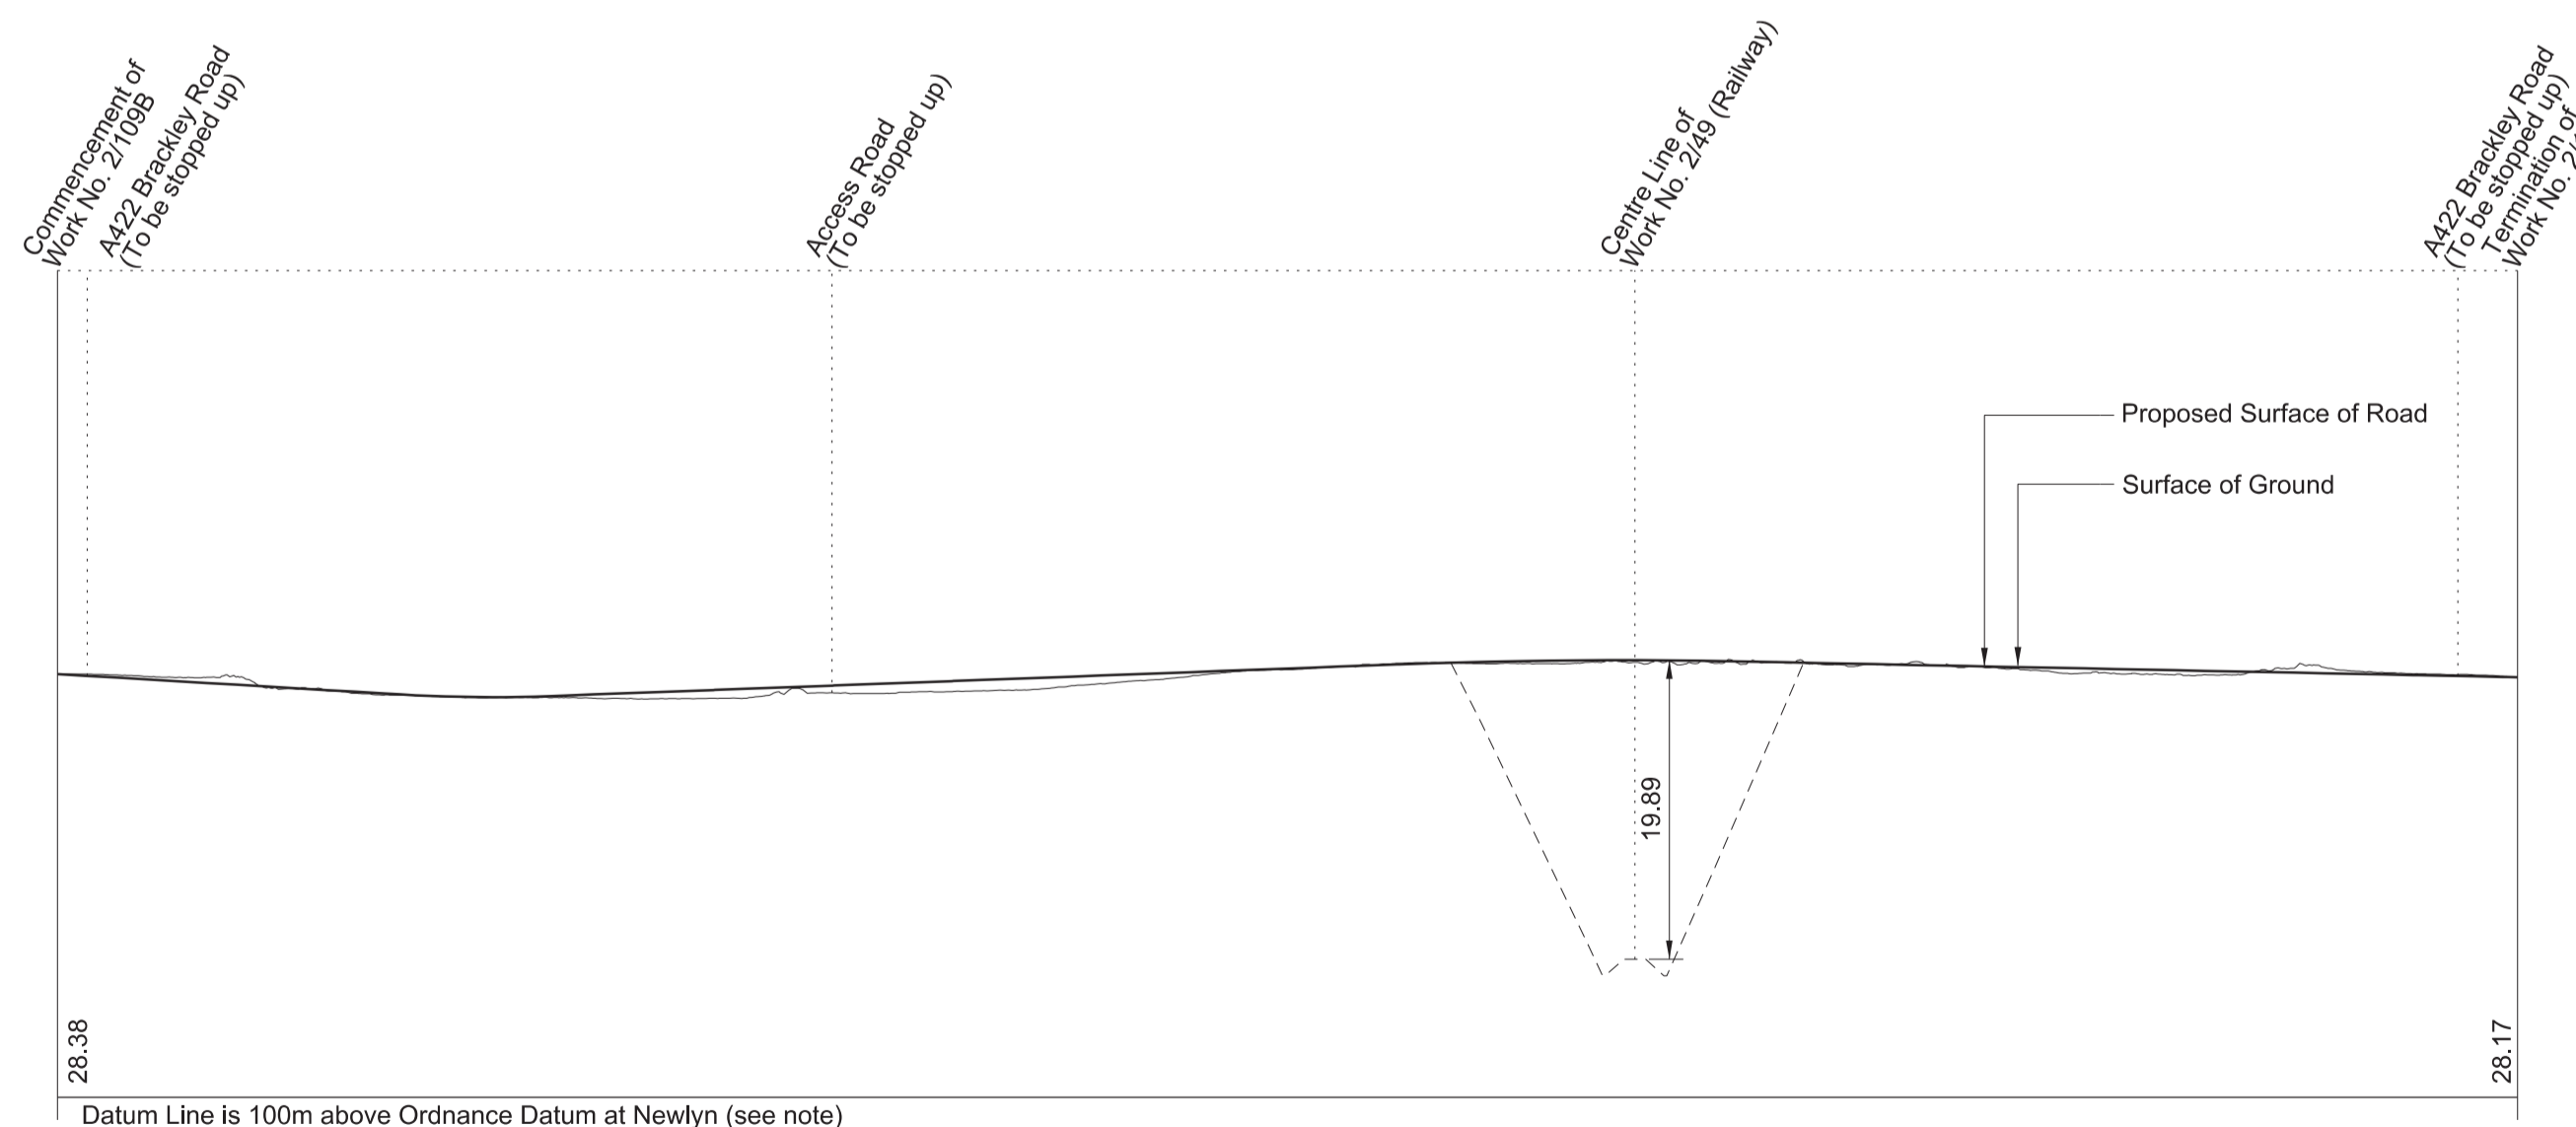 Commencement of
Work No. 2/109B
A422 Brackley Road
(To be stopped up)
Access Road
(To be stopped up)
Centre Line of
Work No. 2/49 (Railway)
A422 Brackley Road
(To be stopped up)
Termination of
Work No.
Proposed Surface of Road
Surface of Ground
19.89
28.38
28.17
Datum Line is 100m above Ordnance Datum at Newlyn (see note)